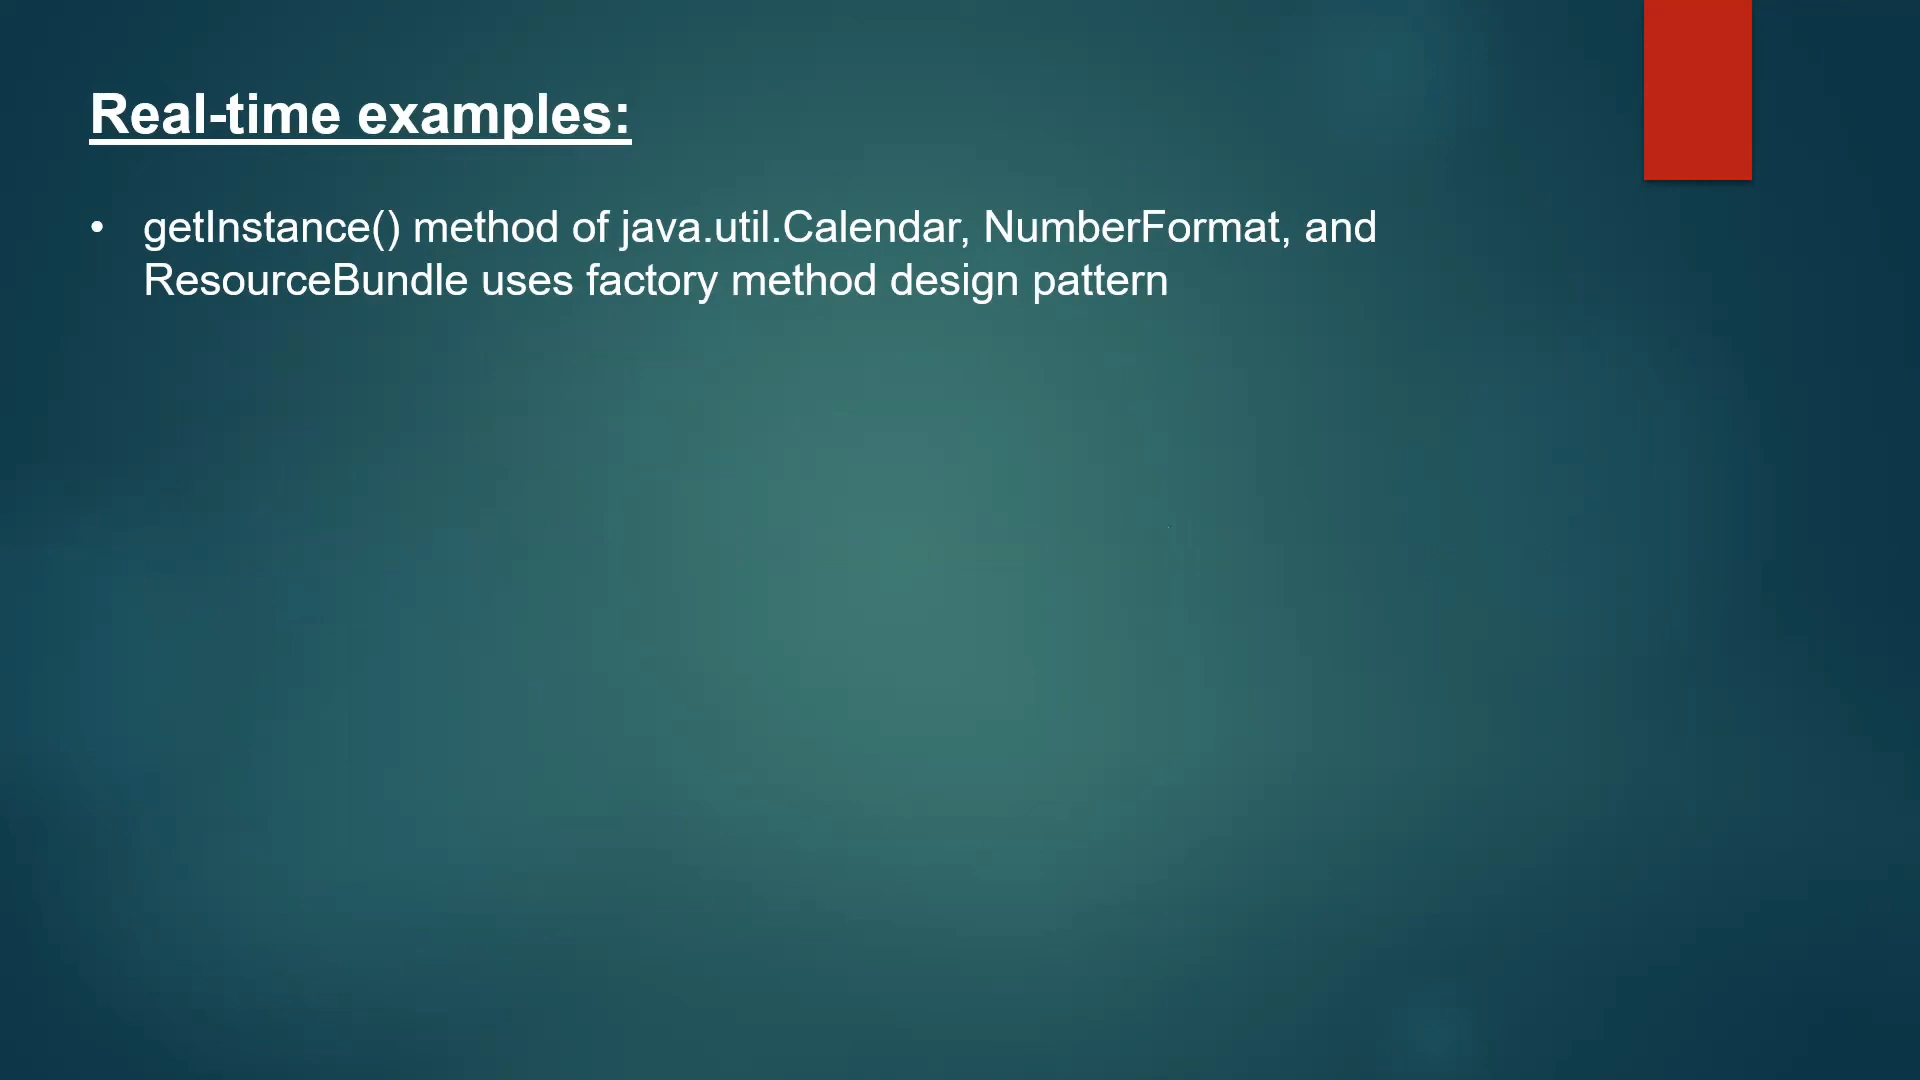 Real-time examples:
• getInstance() method of java.util.Calendar, NumberFormat, and
ResourceBundle uses factory method design pattern